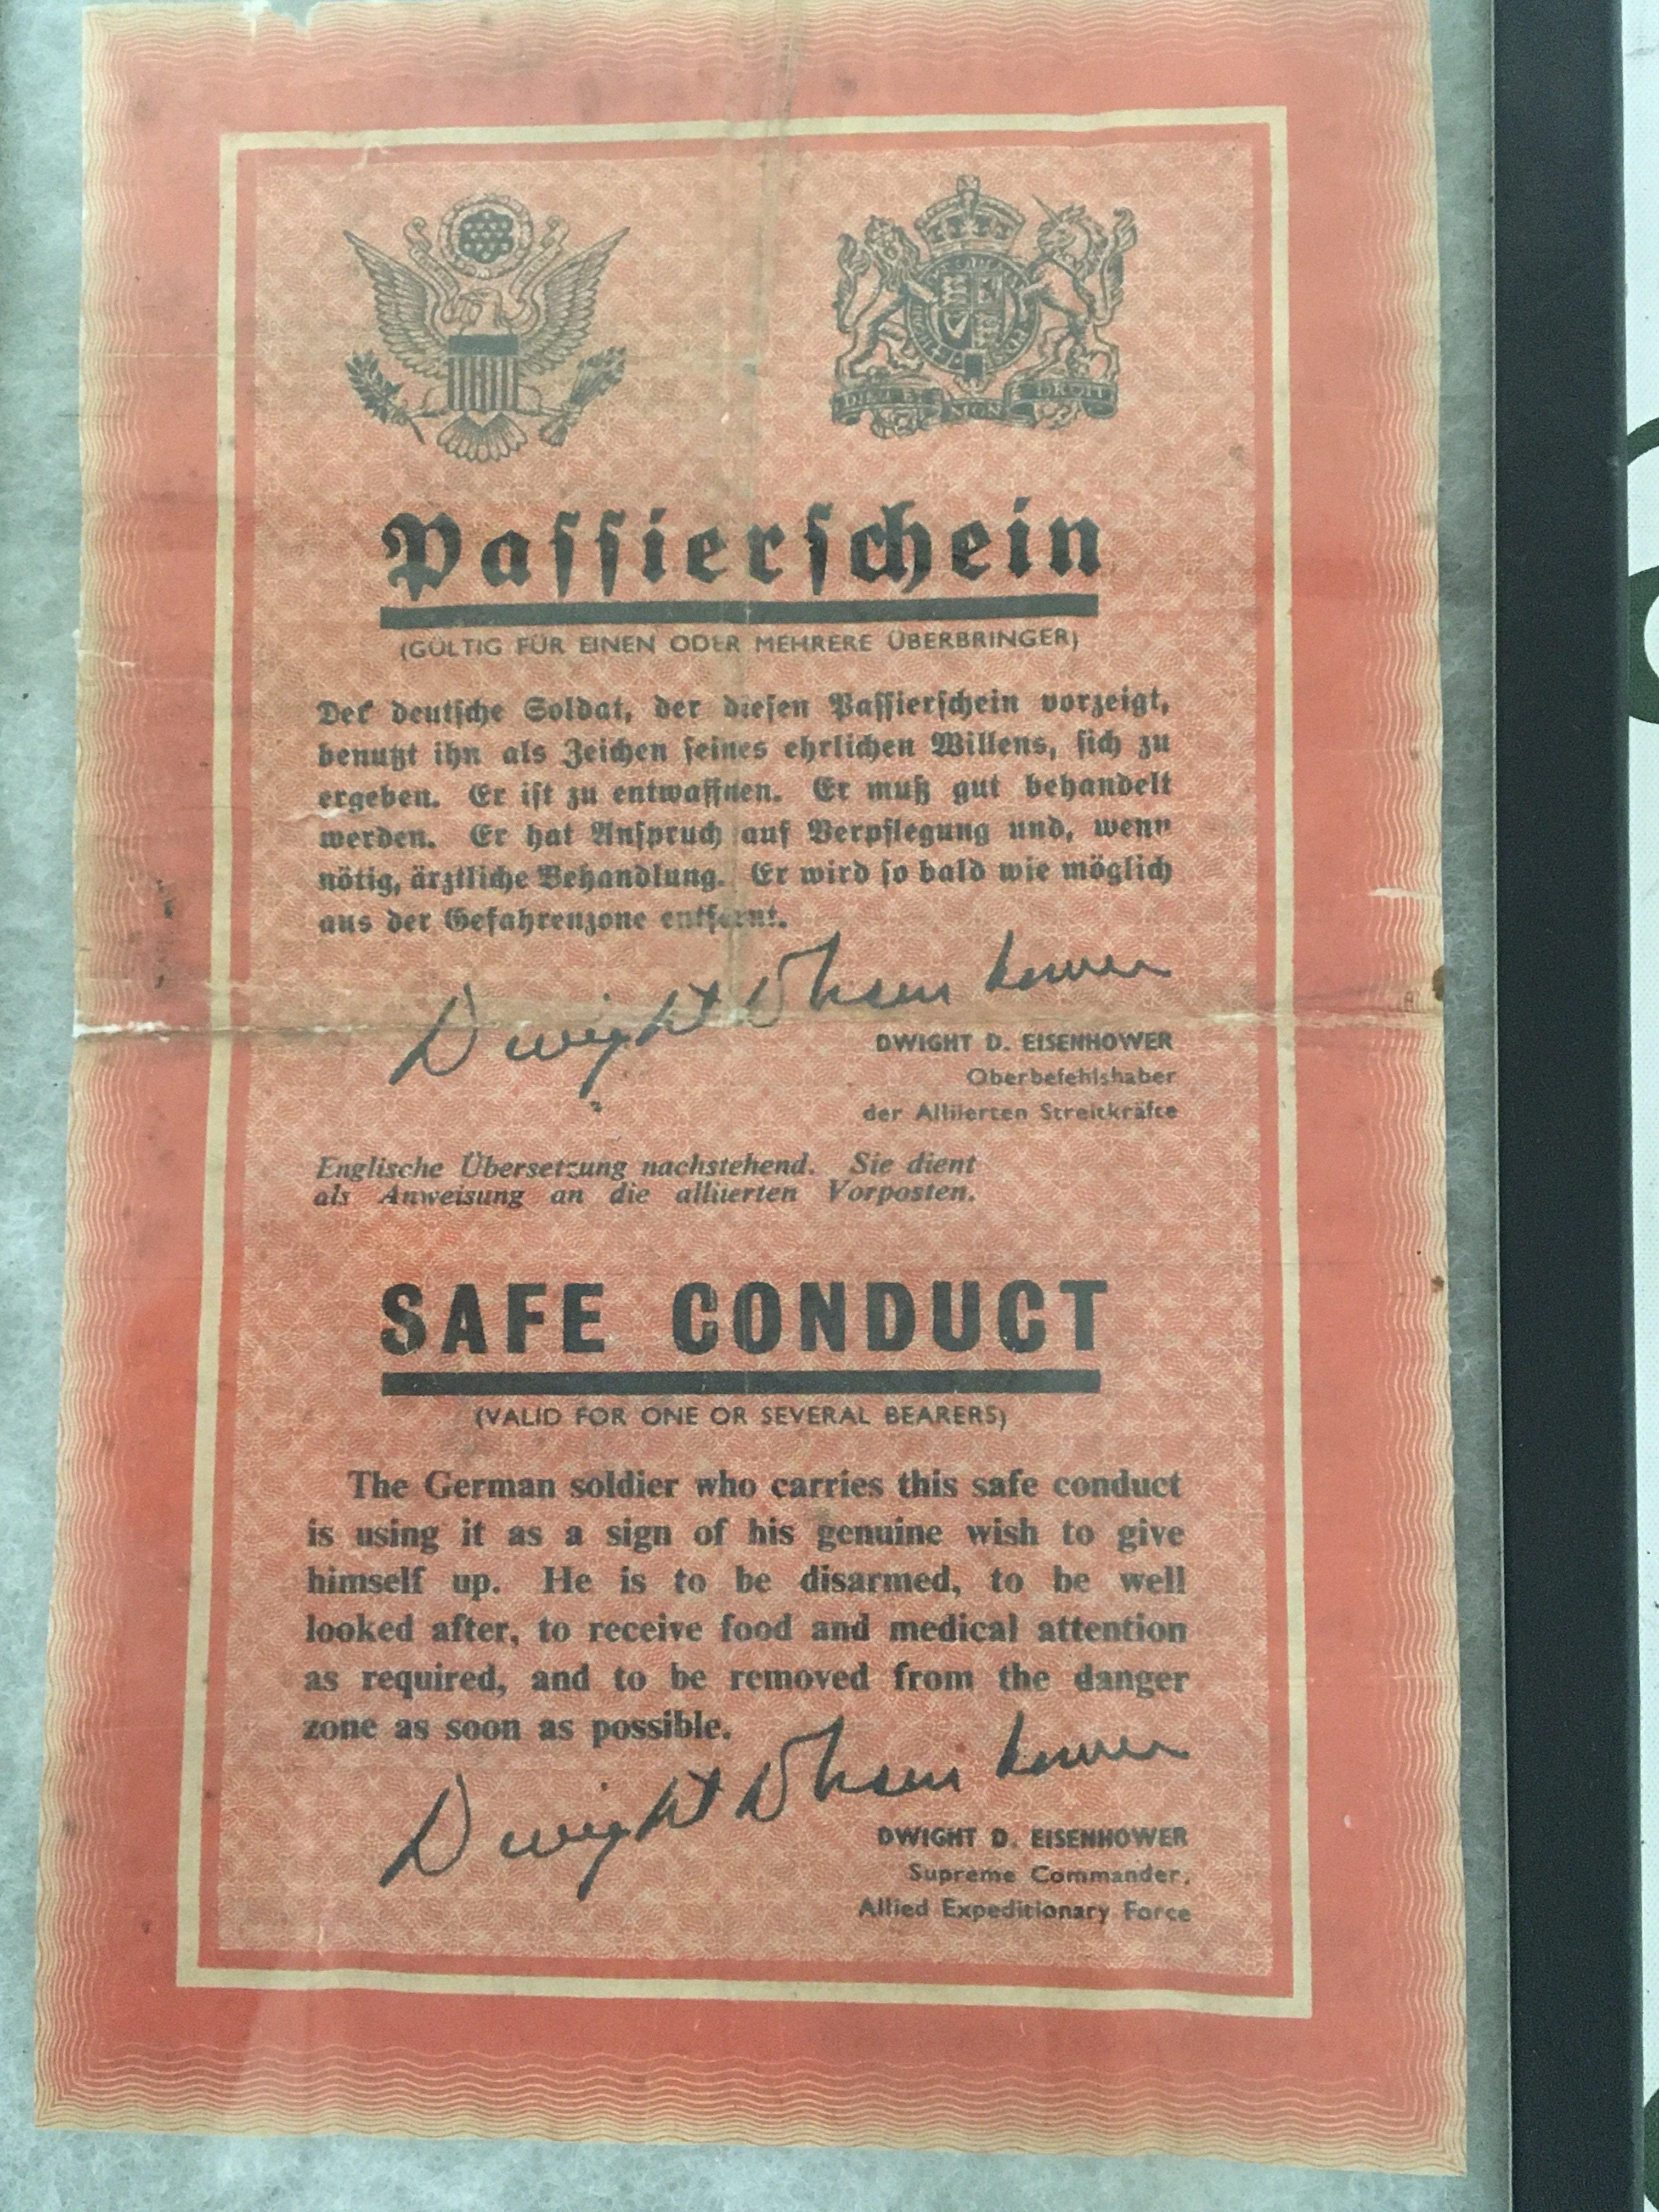 DIEU ET MON DROIT
Passierschein
(GÜLTIG FÜR EINEN ODER MEHRERE ÜBERBRINGER)
Der deutsche Soldat, der diesen Passierschein vorzeigt,
benutzt ihn als Zeichen seines ehrlichen Willens, sich zu
ergeben. Er ist zu entwaffnen. Er muß gut behandelt
werden. Er hat Anspruch auf Verpflegung und, wenn
nötig, ärztliche Behandlung. Er wird so bald wie möglich
aus der Gefahrenzone entfernt.
Dwight D Eisenhower
DWIGHT D. EISENHOWER
Oberbefehlshaber
der Alliierten Streitkräfte
Englische Übersetzung nachstehend. Sie dient
als Anweisung an die alliierten Vorposten.
SAFE CONDUCT
(VALID FOR ONE OR SEVERAL BEARERS)
The German soldier who carries this safe conduct
is using it as a sign of his genuine wish to give
himself up. He is to be disarmed, to be well
looked after, to receive food and medical attention
as required, and to be removed from the danger
zone as soon as possible.
Dwight D Eisenhower
DWIGHT D. EISENHOWER
Supreme Commander,
Allied Expeditionary Force